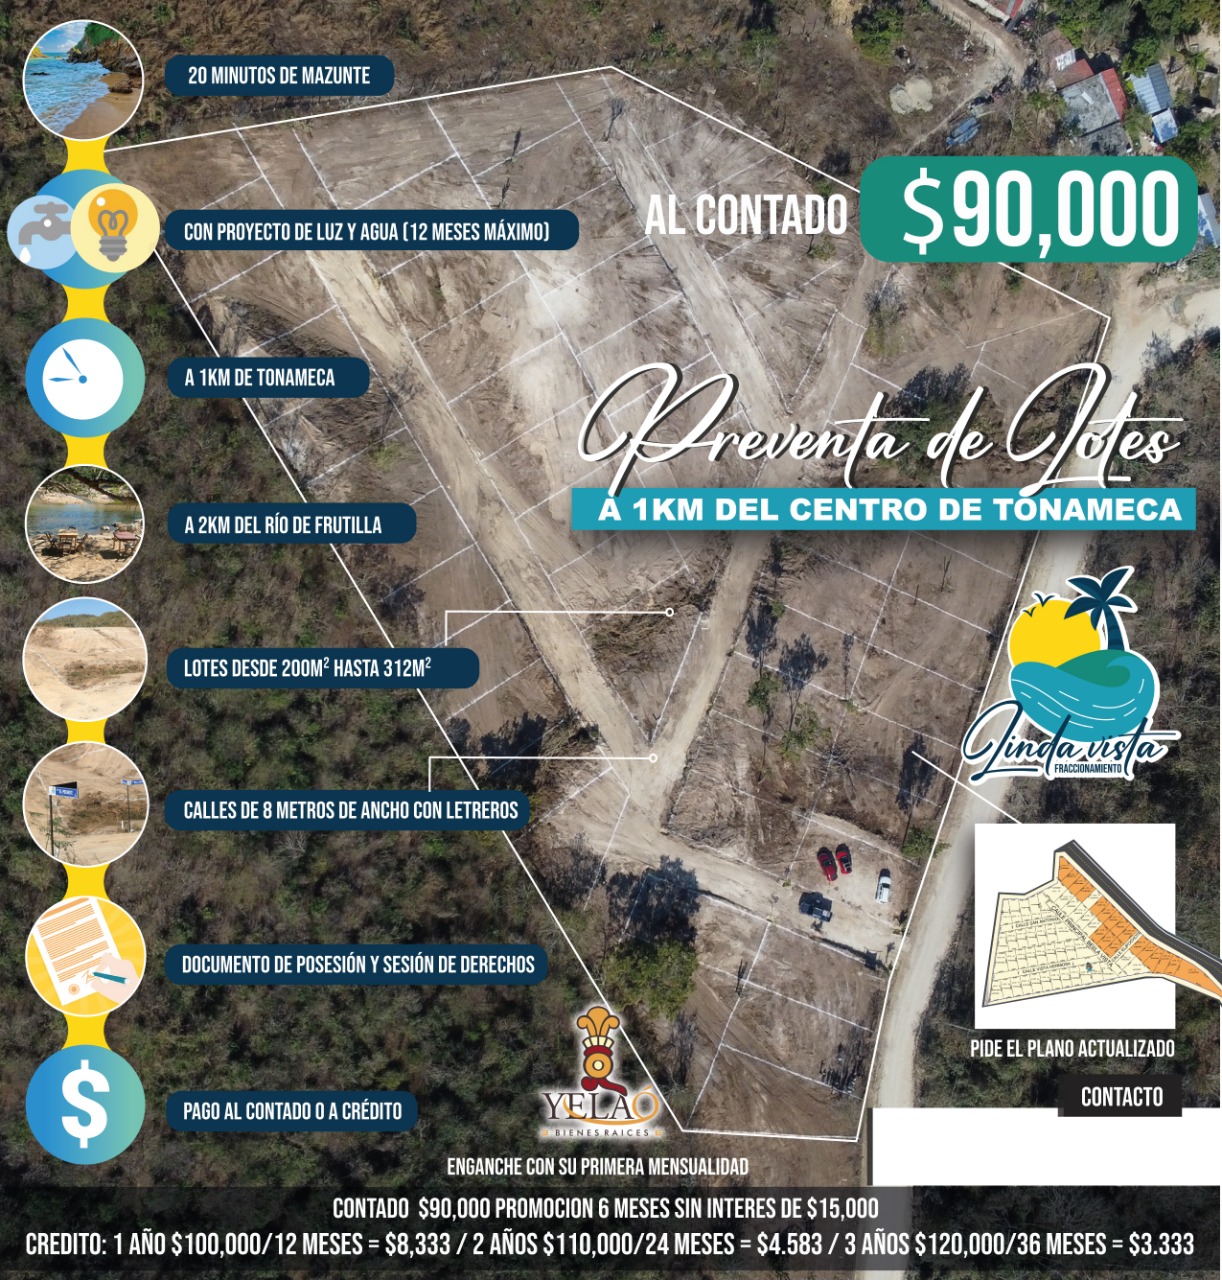 20 MINUTOS DE MAZUNTE
CON PROYECTO DE LUZ Y AGUA (12 MESES MÁXIMO)
A 1KM DE TONAMECA
A 2KM DEL RÍO DE FRUTILLA
LOTES DESDE 200M² HASTA 312M²
CALLES DE 8 METROS DE ANCHO CON LETREROS
DOCUMENTO DE POSESIÓN Y SESIÓN DE DERECHOS
$
PAGO AL CONTADO O A CRÉDITO
AL CONTADO $90,000
Preventa de Lotes
A 1KM DEL CENTRO DE TONAMECA
Linda vista
FRACCIONAMIENTO
PIDE EL PLANO ACTUALIZADO
CONTACTO
YELAÓ
BIENES RAICES
ENGANCHE CON SU PRIMERA MENSUALIDAD
CONTADO $90,000 PROMOCION 6 MESES SIN INTERES DE $15,000
CREDITO: 1 AÑO $100,000/12 MESES = $8,333 / 2 AÑOS $110,000/24 MESES = $4.583 / 3 AÑOS $120,000/36 MESES = $3.333